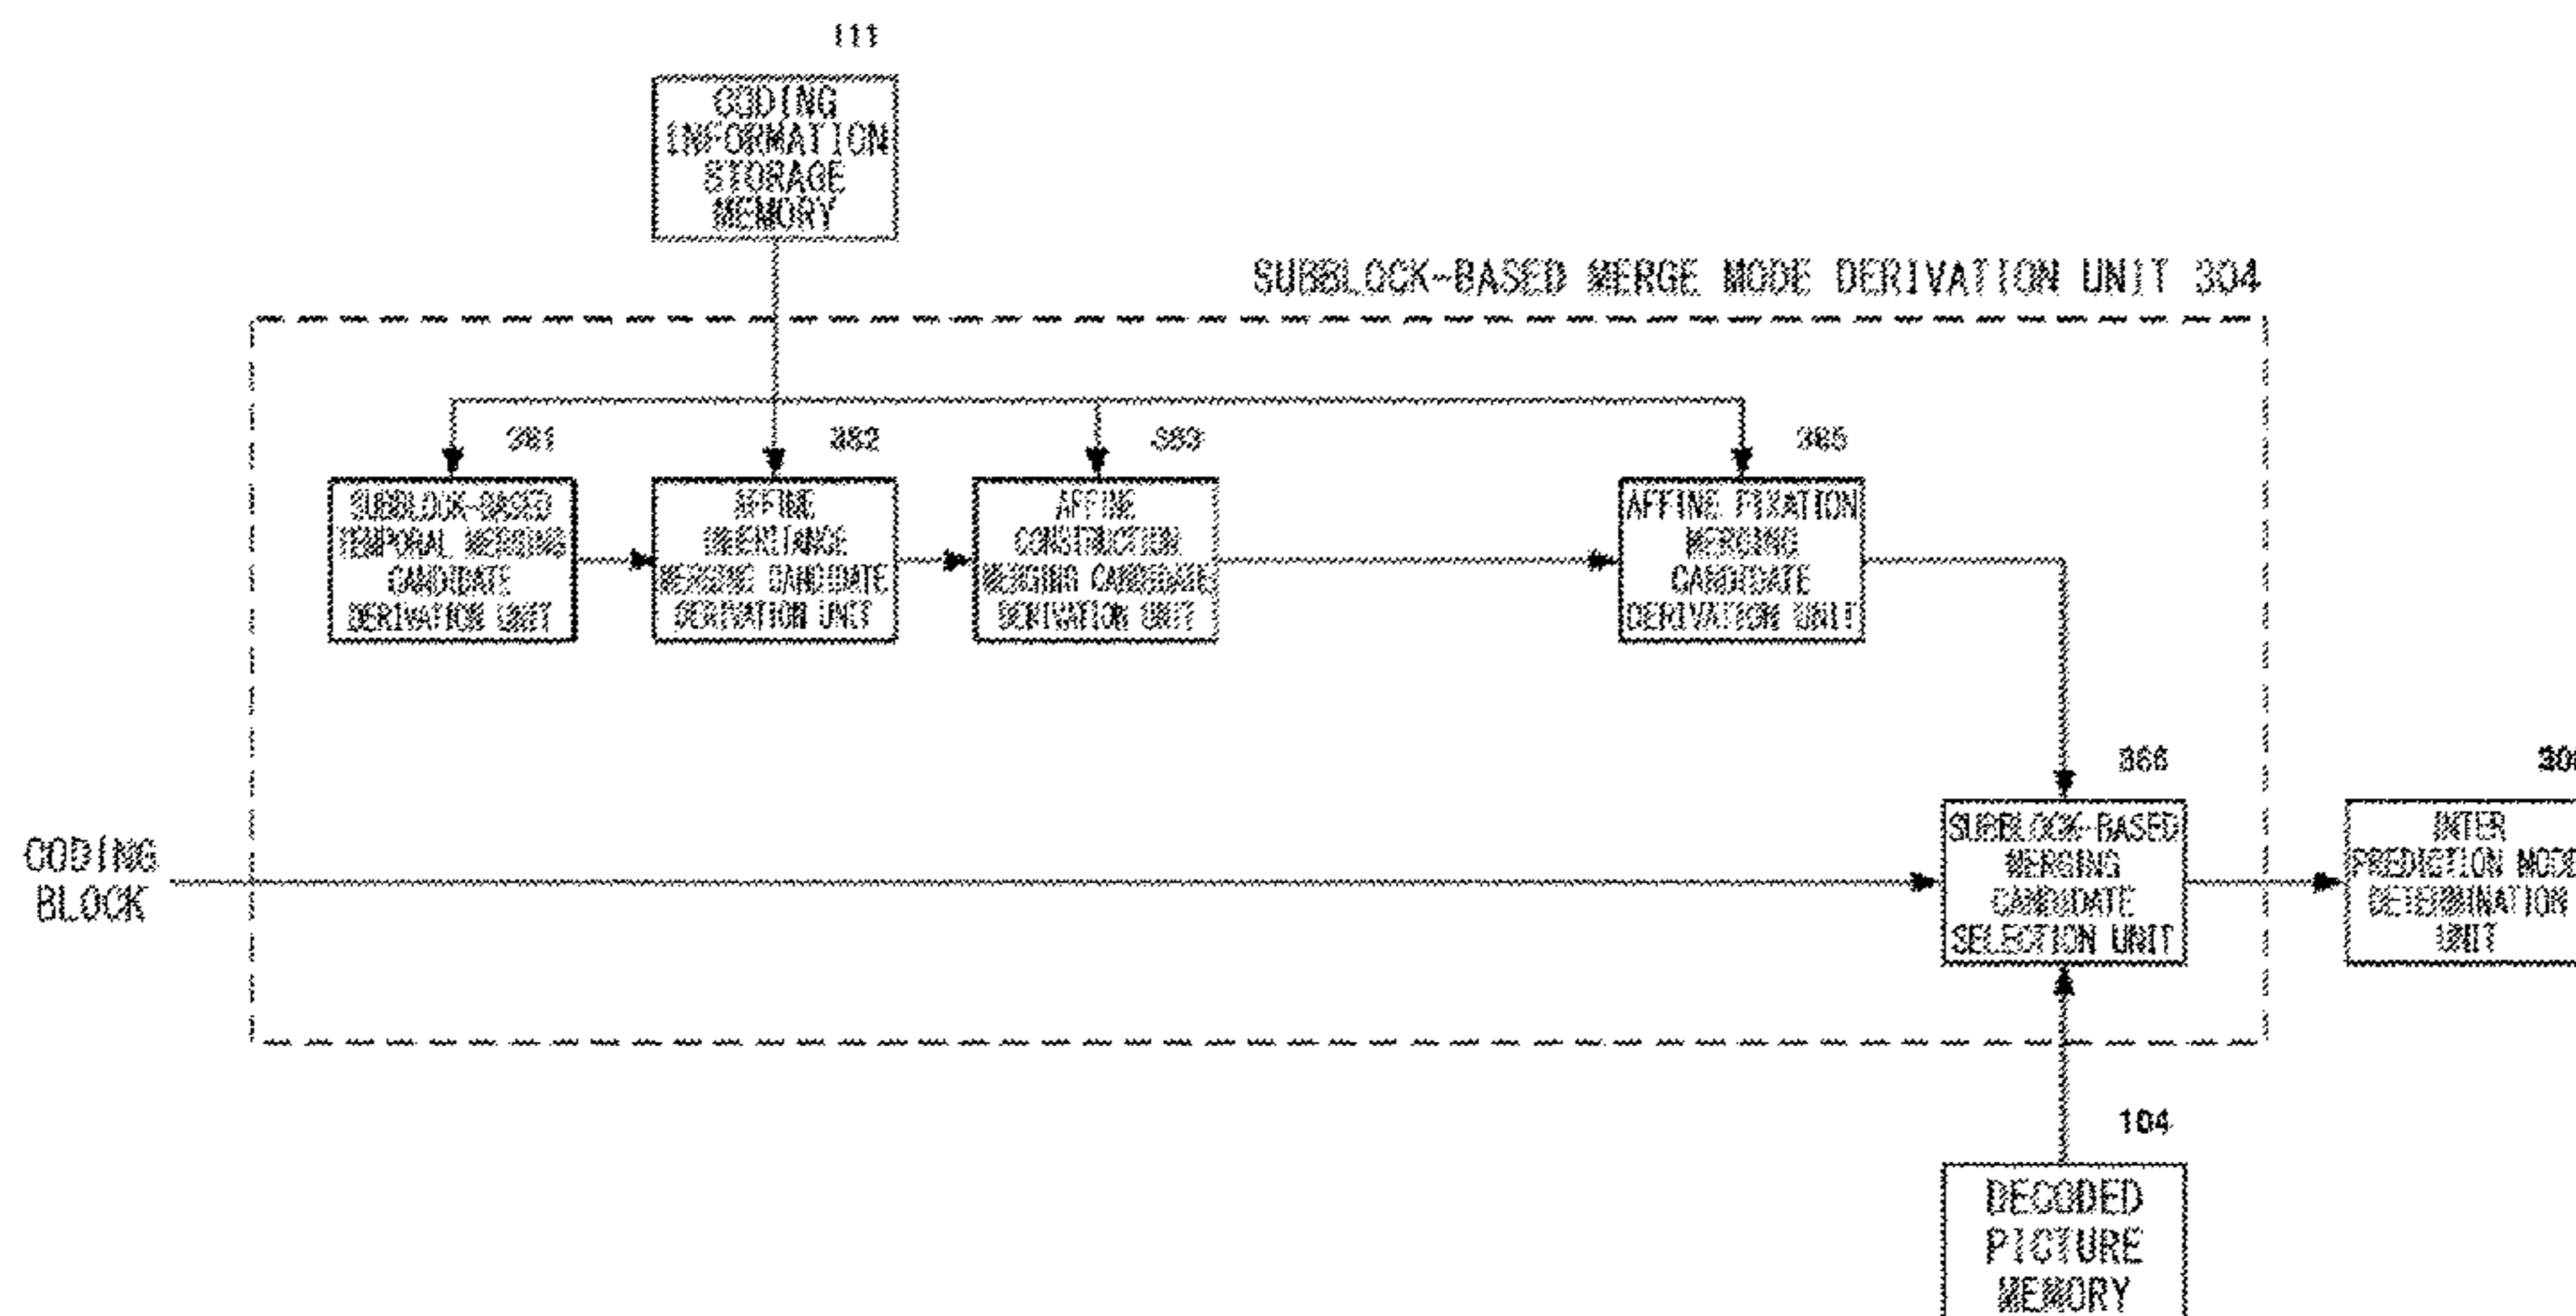 111
CODING
INFORMATION
STORAGE
MEMORY
SUBBLOCK-BASED MERGE MODE DERIVATION UNIT 304
381
382
383
385
SUBBLOCK-BASED
TEMPORAL MERGING
CANDIDATE
DERIVATION UNIT
AFFINE
INHERITANCE
MERGING CANDIDATE
DERIVATION UNIT
AFFINE
CONSTRUCTION
MERGING CANDIDATE
DERIVATION UNIT
AFFINE FIXATION
MERGING
CANDIDATE
DERIVATION UNIT
CODING
BLOCK
386
SUBBLOCK-BASED
MERGING
CANDIDATE
SELECTION UNIT
INTER
PREDICTION MODE
DETERMINATION
UNIT
104
DECODED
PICTURE
MEMORY